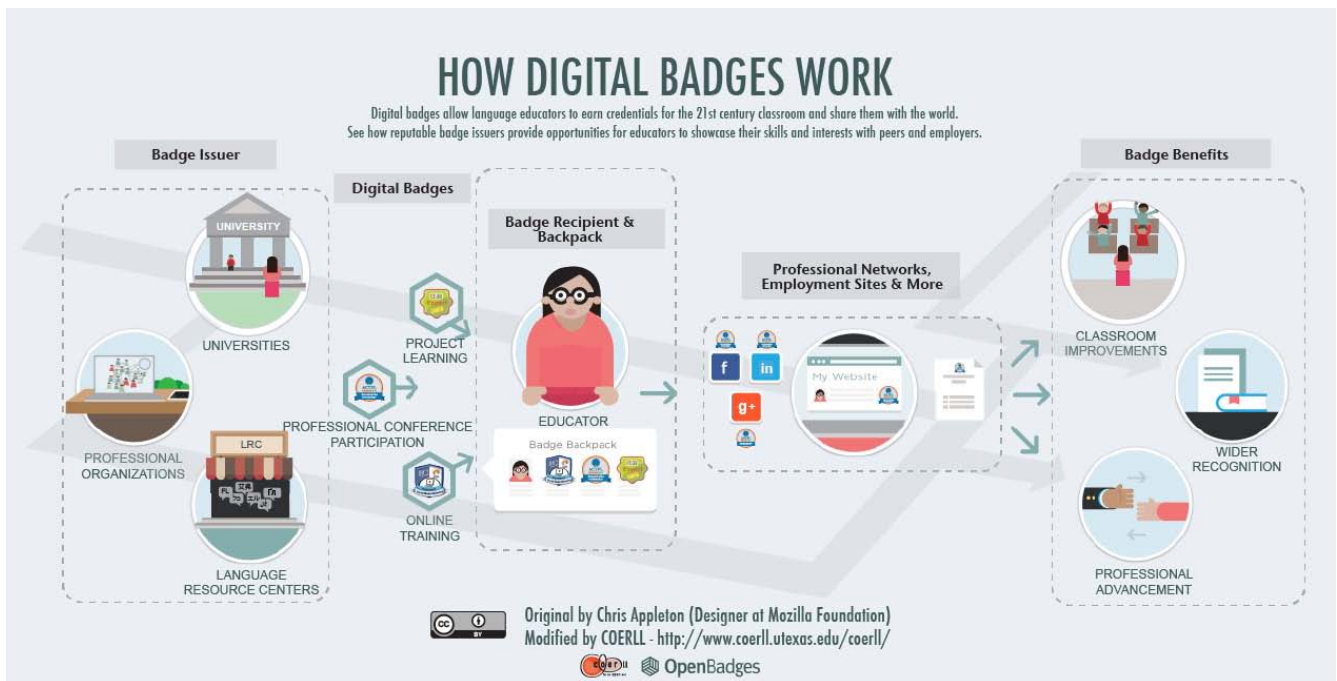 HOW DIGITAL BADGES WORK
Digital badges allow language educators to earn credentials for the 21st century classroom and share them with the world.
See how reputable badge issuers provide opportunities for educators to showcase their skills and interests with peers and employers.
Badge Issuer
UNIVERSITY
UNIVERSITIES
PROFESSIONAL
ORGANIZATIONS
LRC
LANGUAGE
RESOURCE CENTERS
Digital Badges
PROJECT
LEARNING
PROFESSIONAL CONFERENCE
PARTICIPATION
ONLINE
TRAINING
Badge Recipient &
Backpack
EDUCATOR
Badge Backpack
Professional Networks,
Employment Sites & More
f
in
g+
My Website
Badge Benefits
CLASSROOM
IMPROVEMENTS
WIDER
RECOGNITION
PROFESSIONAL
ADVANCEMENT
cc
BY
Original by Chris Appleton (Designer at Mozilla Foundation)
Modified by COERLL - http://www.coerll.utexas.edu/coerll/
OpenBadges